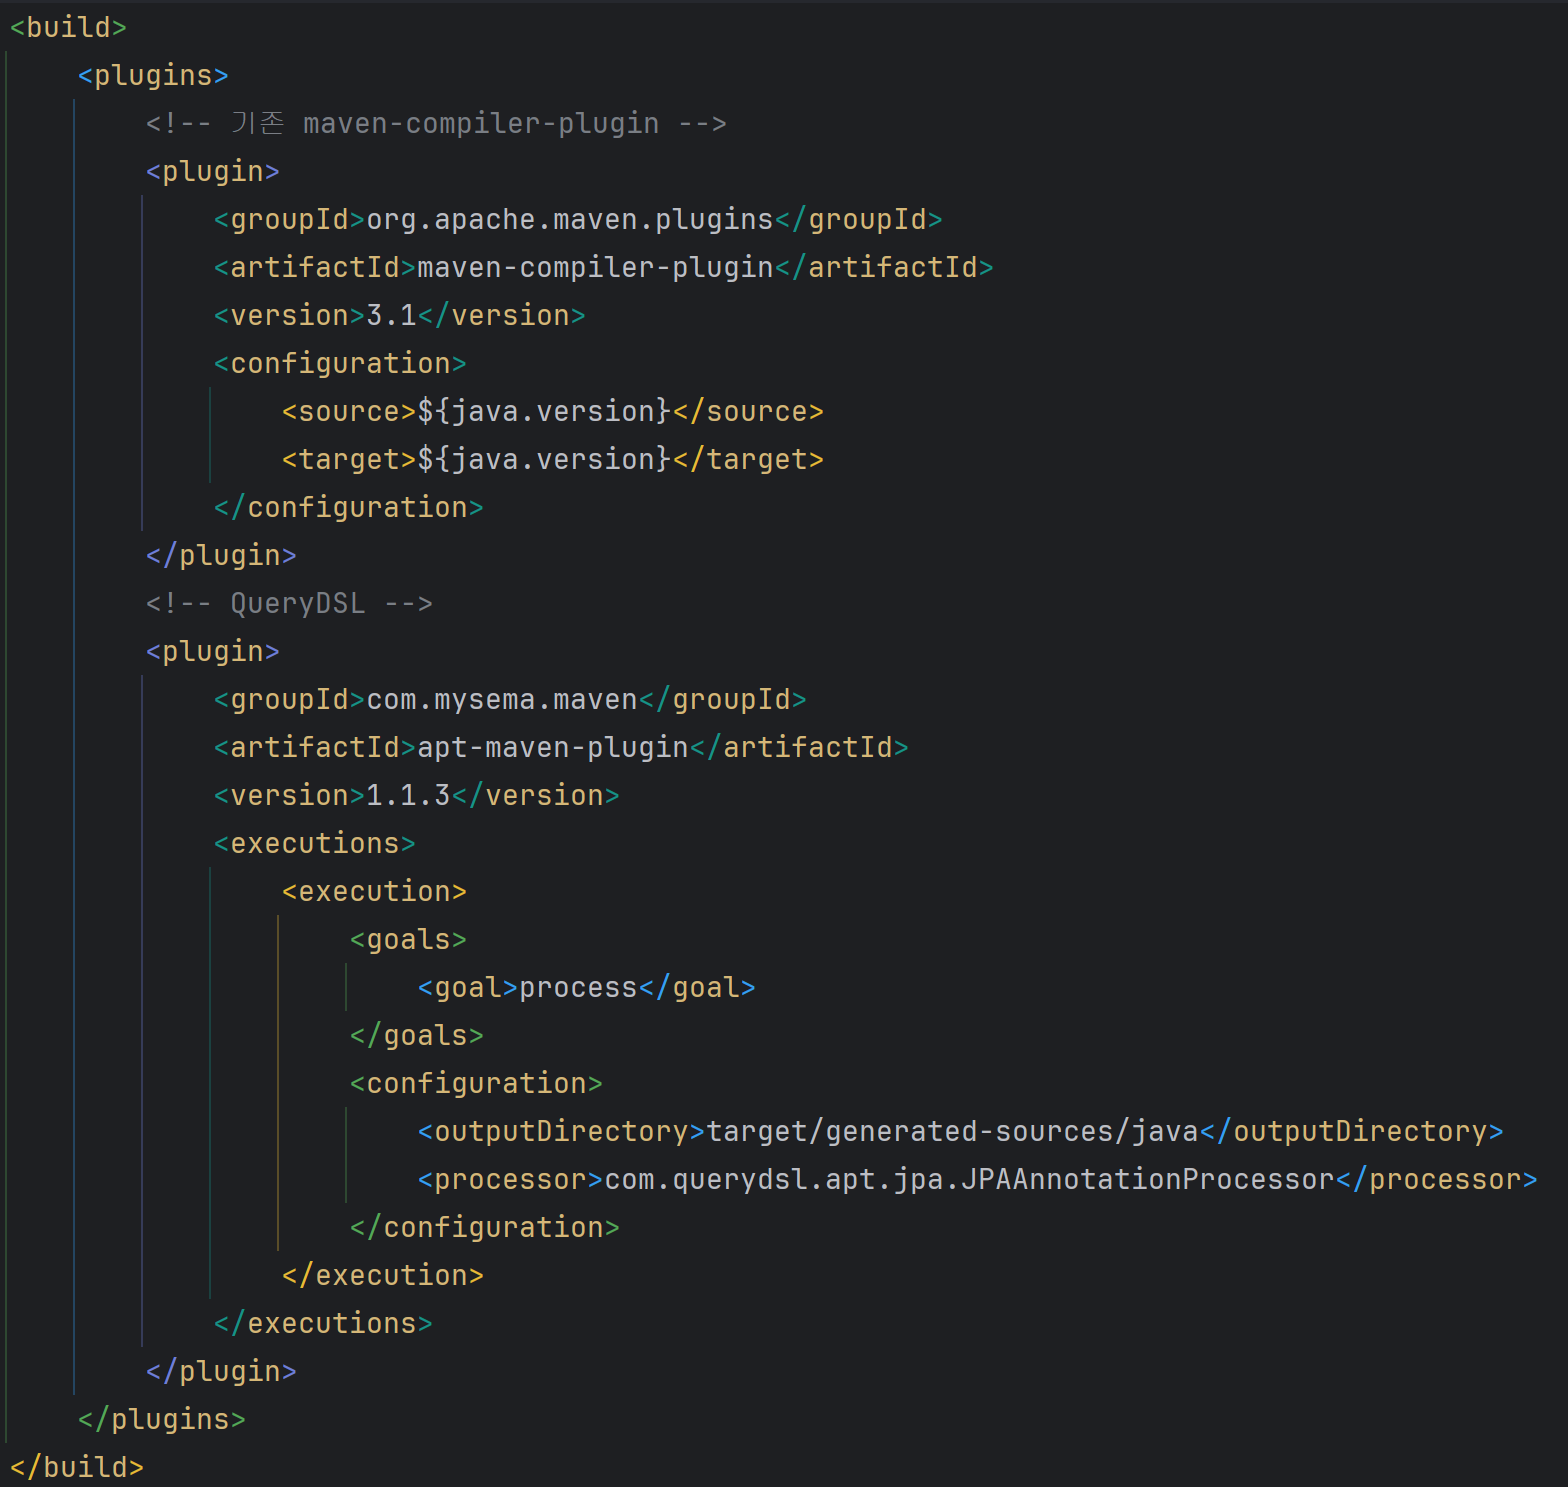 <build>
    <plugins>
        <!-- 기존 maven-compiler-plugin -->
        <plugin>
            <groupId>org.apache.maven.plugins</groupId>
            <artifactId>maven-compiler-plugin</artifactId>
            <version>3.1</version>
            <configuration>
                <source>${java.version}</source>
                <target>${java.version}</target>
            </configuration>
        </plugin>
        <!-- QueryDSL -->
        <plugin>
            <groupId>com.mysema.maven</groupId>
            <artifactId>apt-maven-plugin</artifactId>
            <version>1.1.3</version>
            <executions>
                <execution>
                    <goals>
                        <goal>process</goal>
                    </goals>
                    <configuration>
                        <outputDirectory>target/generated-sources/java</outputDirectory>
                        <processor>com.querydsl.apt.jpa.JPAAnnotationProcessor</processor>
                    </configuration>
                </execution>
            </executions>
        </plugin>
    </plugins>
</build>